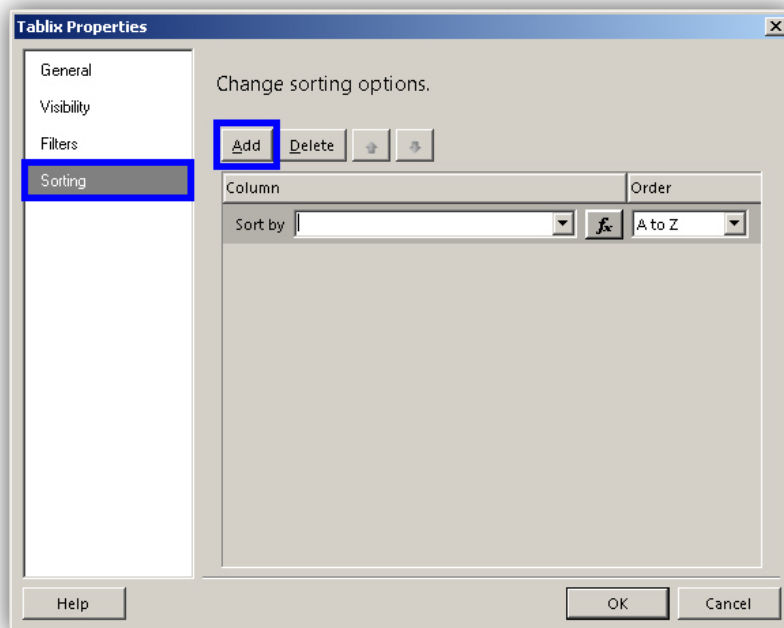 Tablix Properties
General
Visibility
Filters
Sorting
Change sorting options.
Add Delete
Column Order
Sort by fx A to Z
Help OK Cancel